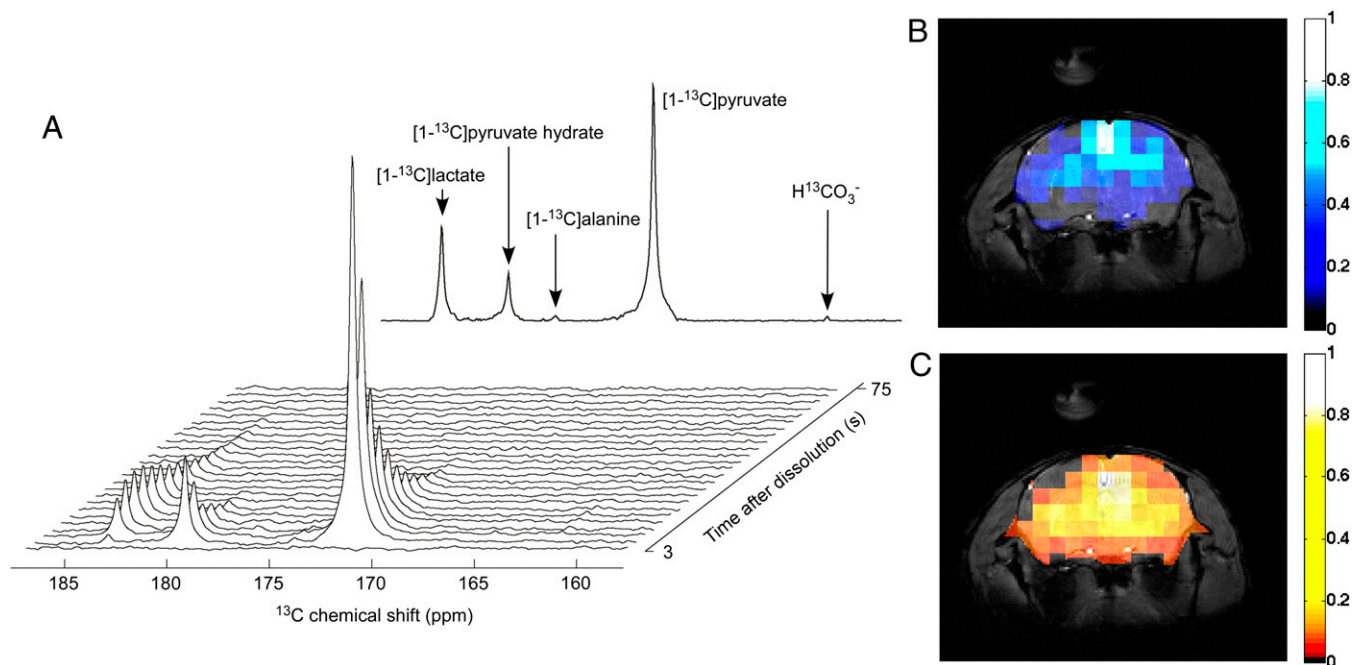 A
[1-¹³C]pyruvate
[1-¹³C]pyruvate hydrate
[1-¹³C]lactate
[1-¹³C]alanine
H¹³CO₃⁻
75
Time after dissolution (s)
3
185 180 175 170 165 160
¹³C chemical shift (ppm)
B
1
0.8
0.6
0.4
0.2
0
C
1
0.8
0.6
0.4
0.2
0